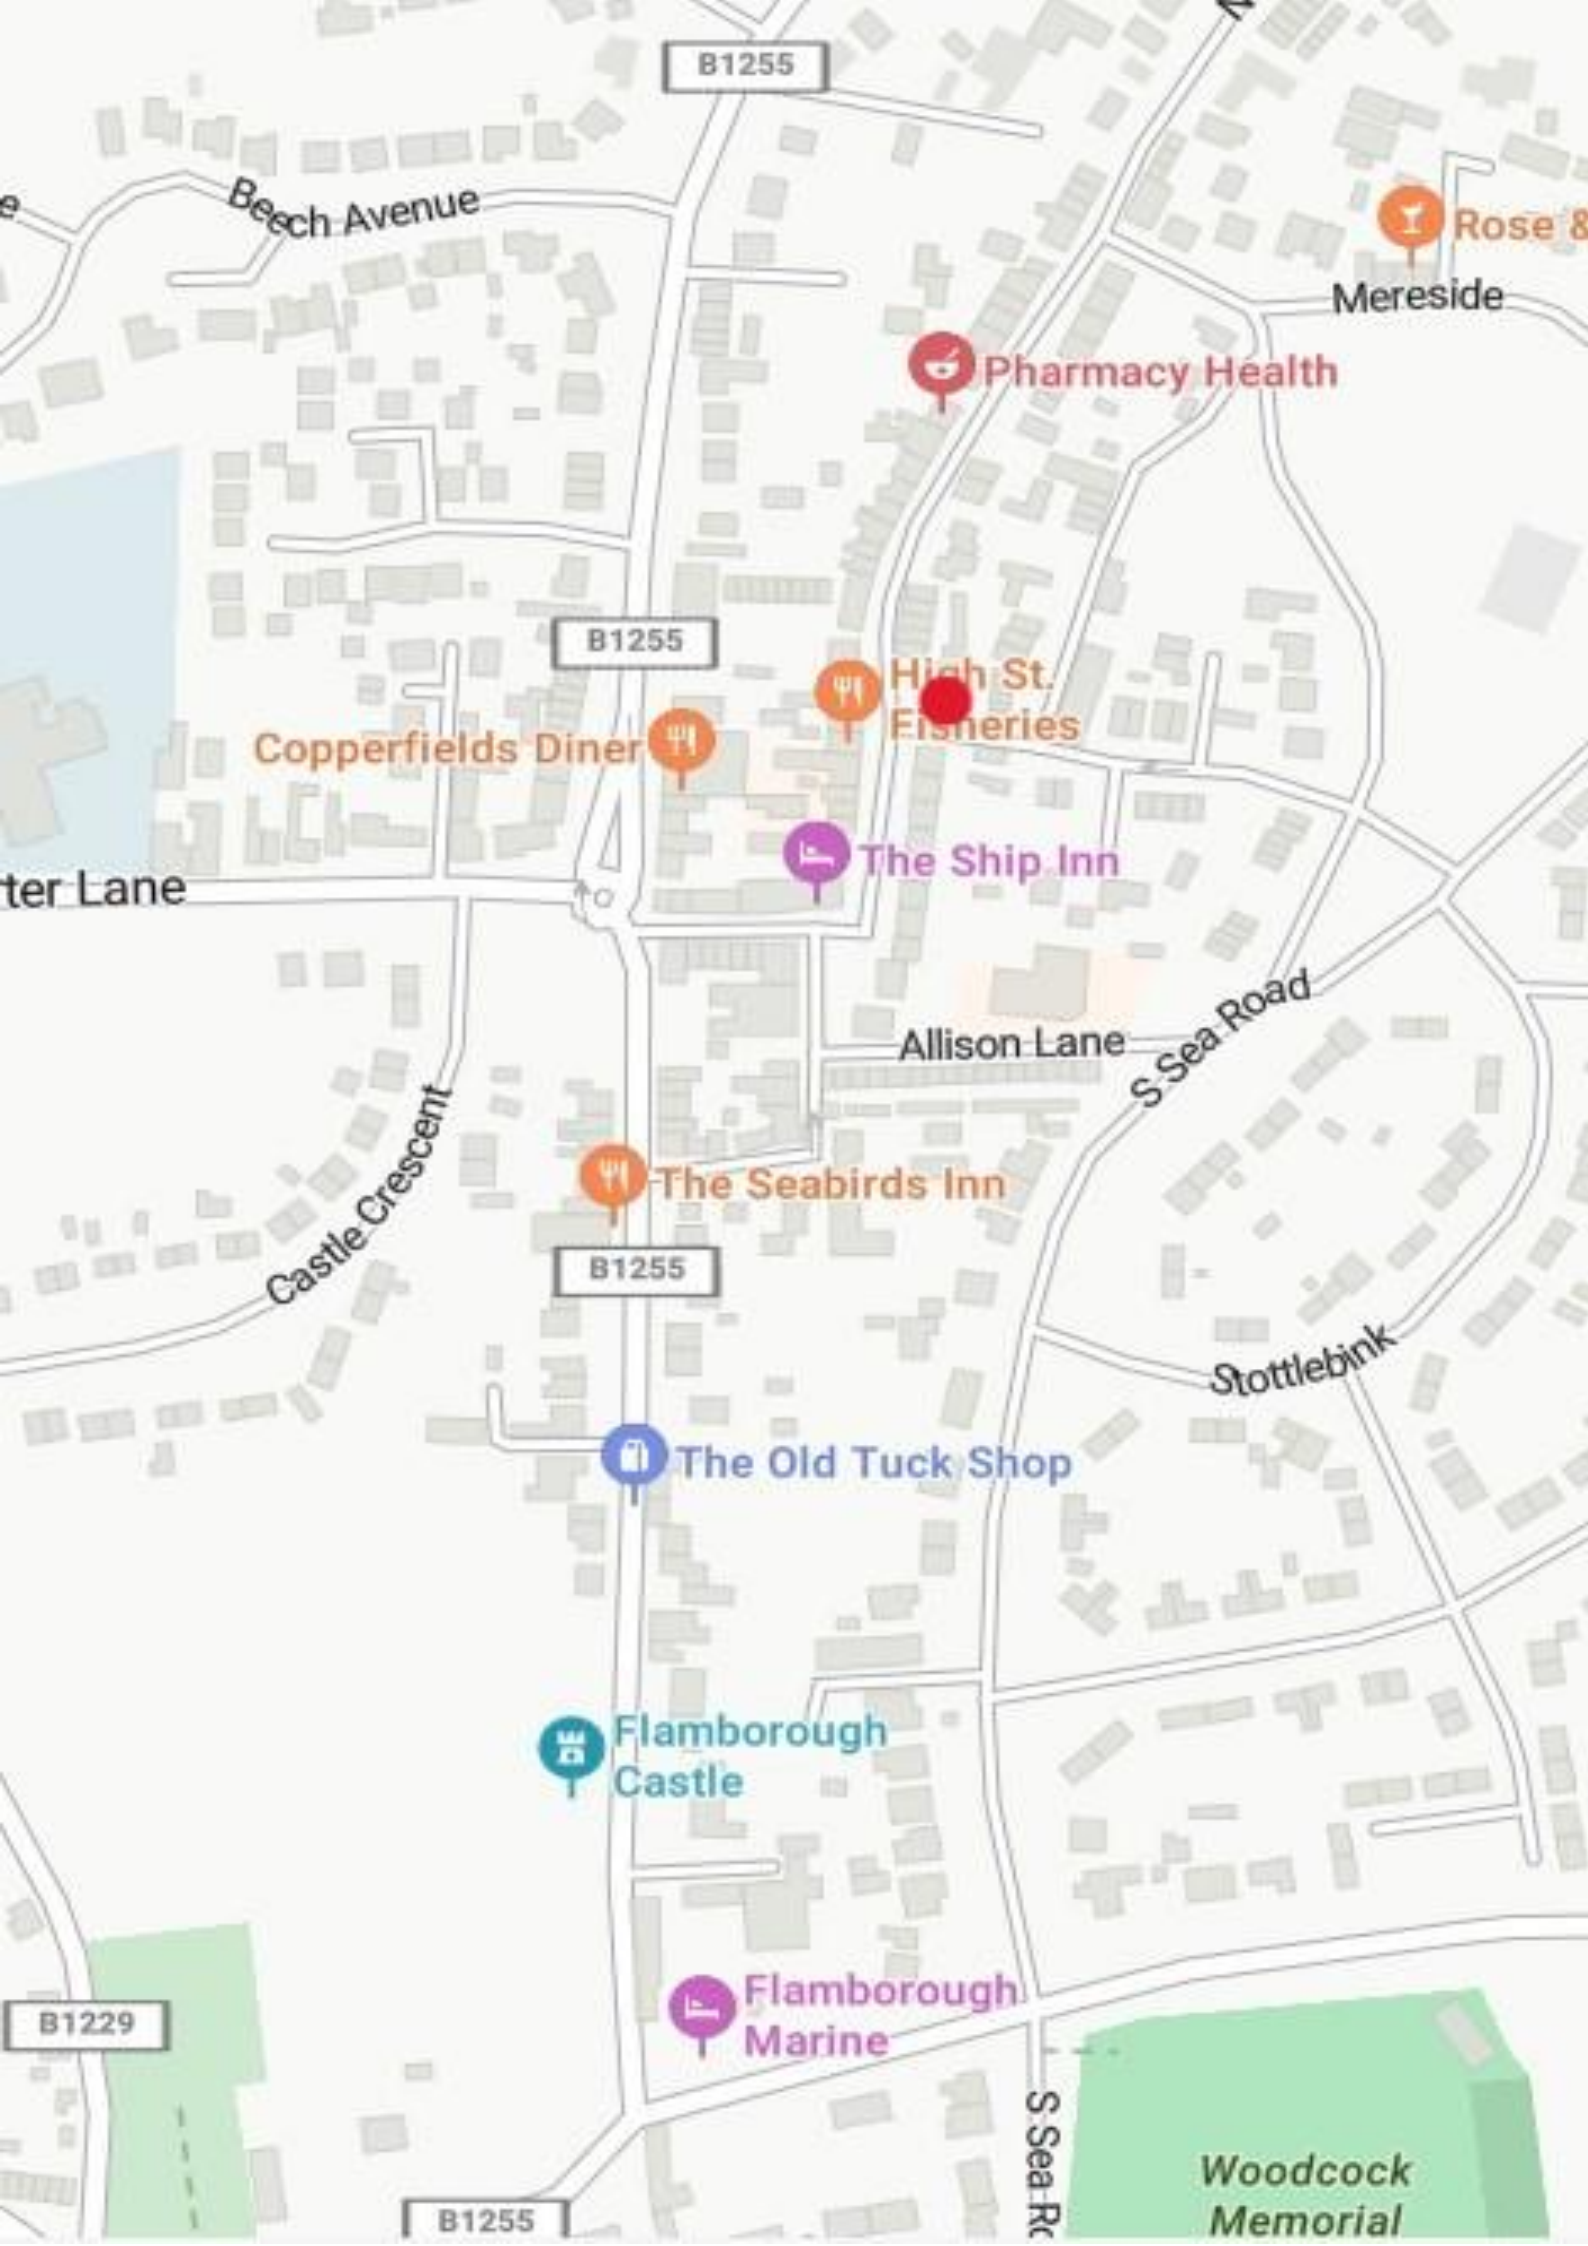 B1255
Beech Avenue
Rose &
Mereside
Pharmacy Health
B1255
High St.
Fisheries
Copperfields Diner
The Ship Inn
ter Lane
Allison Lane
S Sea Road
Castle Crescent
The Seabirds Inn
B1255
Stottlebink
The Old Tuck Shop
Flamborough
Castle
Flamborough
Marine
B1229
S Sea Ro
Woodcock
Memorial
B1255